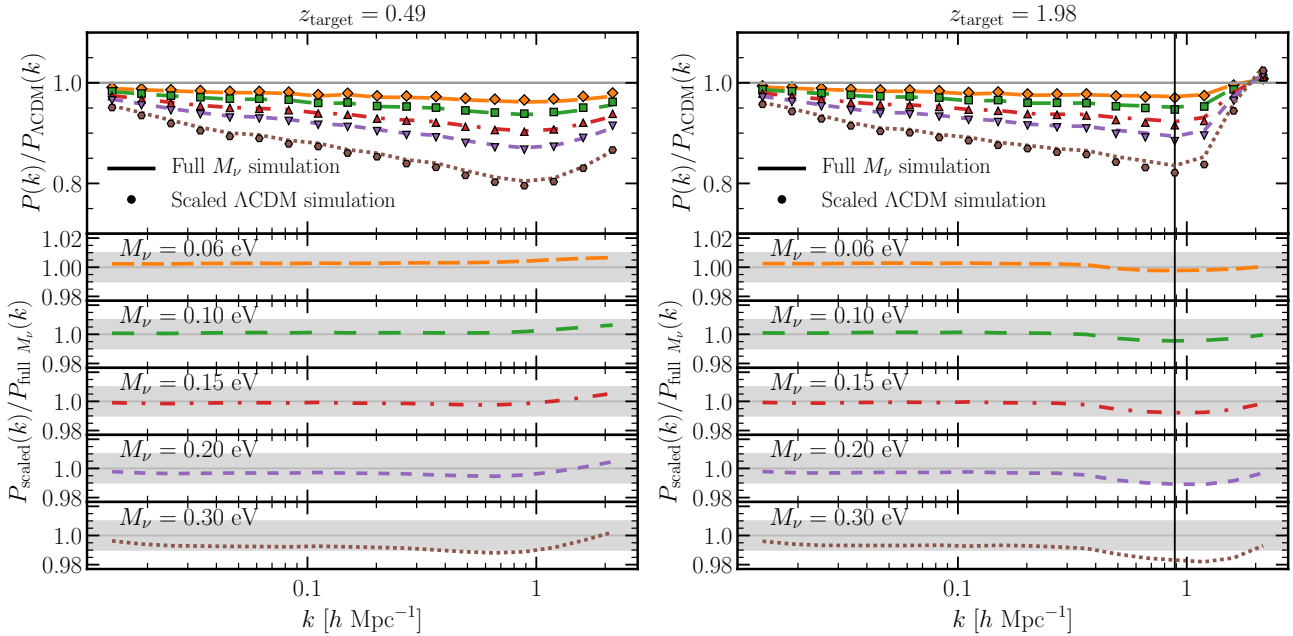 z_target = 0.49
P(k)/P_ΛCDM(k)
1.0
0.8
Full M_ν simulation
Scaled ΛCDM simulation
P_scaled(k)/P_full M_ν(k)
1.02
1.00
0.98
M_ν = 0.06 eV
1.0
0.98
M_ν = 0.10 eV
1.0
0.98
M_ν = 0.15 eV
1.0
0.98
M_ν = 0.20 eV
1.0
0.98
M_ν = 0.30 eV
0.1
1
k [h Mpc⁻¹]
z_target = 1.98
P(k)/P_ΛCDM(k)
1.0
0.8
Full M_ν simulation
Scaled ΛCDM simulation
P_scaled(k)/P_full M_ν(k)
1.02
1.00
0.98
M_ν = 0.06 eV
1.0
0.98
M_ν = 0.10 eV
1.0
0.98
M_ν = 0.15 eV
1.0
0.98
M_ν = 0.20 eV
1.0
0.98
M_ν = 0.30 eV
0.1
1
k [h Mpc⁻¹]